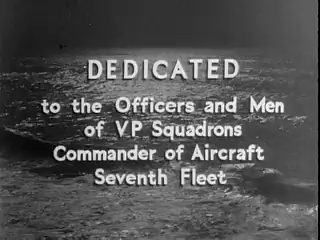 DEDICATED
to the Officers and Men
of VP Squadrons
Commander of Aircraft
Seventh Fleet